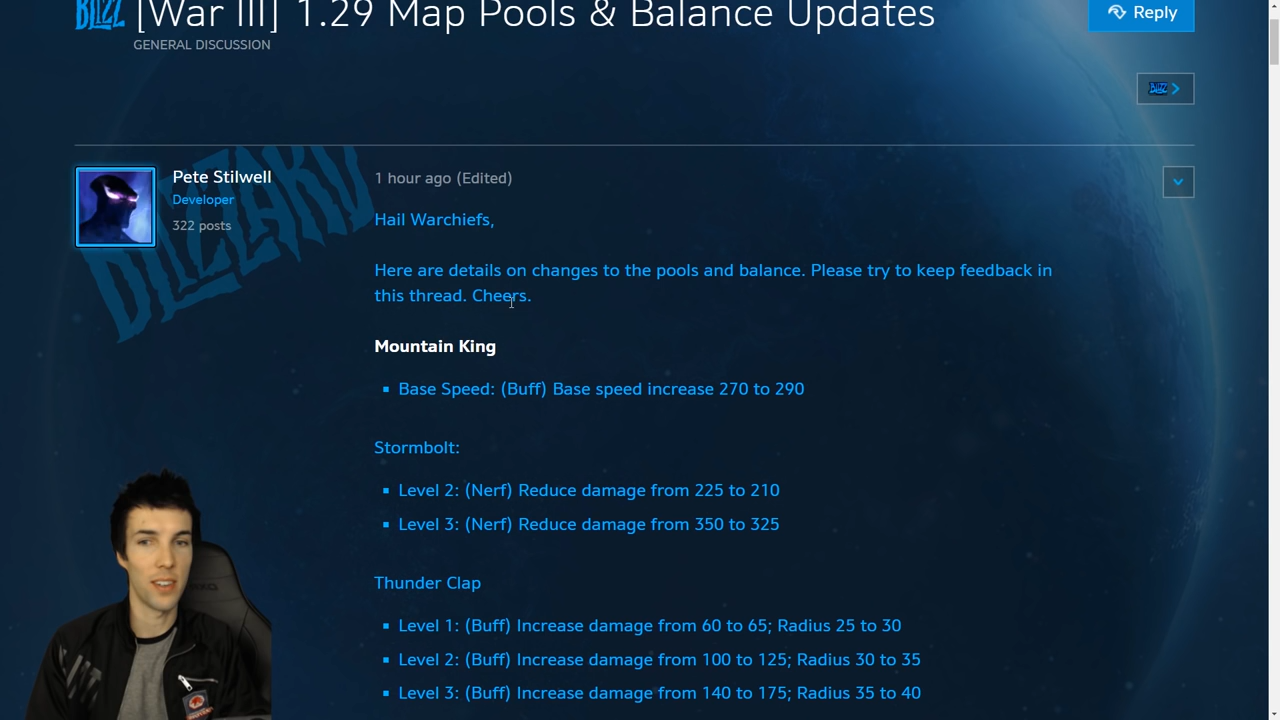 BLIZZ [War III] 1.29 Map Pools & Balance Updates
Reply
GENERAL DISCUSSION
BLIZZ
Pete Stilwell
Developer
322 posts
BLIZZARD
1 hour ago (Edited)
Hail Warchiefs,
Here are details on changes to the pools and balance. Please try to keep feedback in
this thread. Cheers.
Mountain King
▪ Base Speed: (Buff) Base speed increase 270 to 290
Stormbolt:
▪ Level 2: (Nerf) Reduce damage from 225 to 210
▪ Level 3: (Nerf) Reduce damage from 350 to 325
Thunder Clap
▪ Level 1: (Buff) Increase damage from 60 to 65; Radius 25 to 30
▪ Level 2: (Buff) Increase damage from 100 to 125; Radius 30 to 35
▪ Level 3: (Buff) Increase damage from 140 to 175; Radius 35 to 40